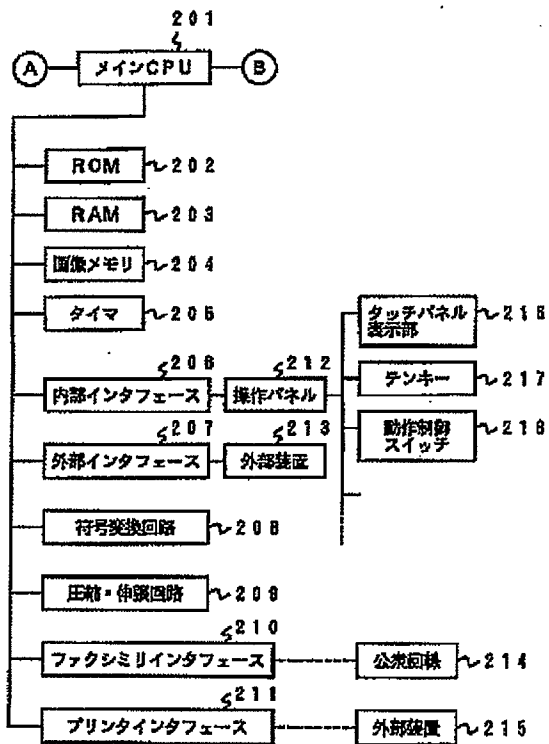 201
A メインCPU B
ROM 202
RAM 203
画像メモリ 204
タイマ 205
206 212
内部インタフェース 操作パネル
タッチパネル
表示部 216
テンキー 217
動作制御
スイッチ 218
207 213
外部インタフェース 外部装置
符号変換回路 208
圧縮・伸張回路 209
210
ファクシミリインタフェース 公衆回線 214
211
プリンタインタフェース 外部装置 215